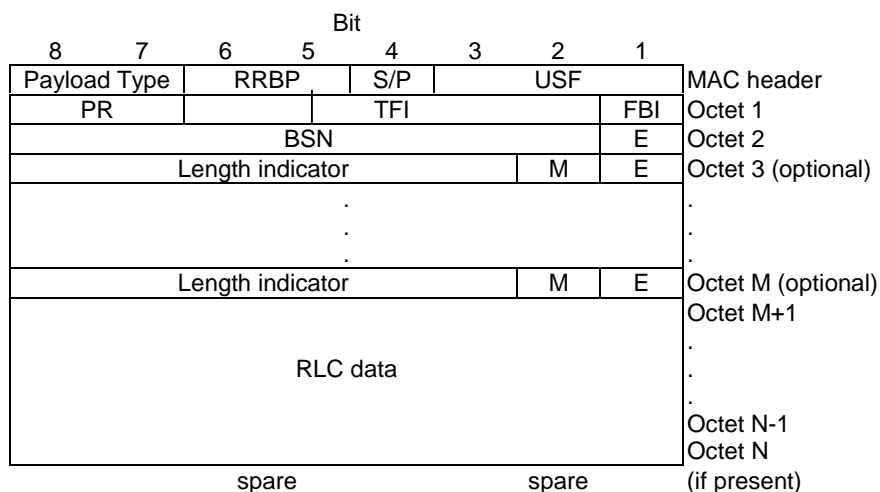 Bit
8 7 6 5 4 3 2 1
Payload Type RRBP S/P USF MAC header
PR TFI FBI Octet 1
BSN E Octet 2
Length indicator M E Octet 3 (optional)
. .
. .
. .
Length indicator M E Octet M (optional)
Octet M+1
.
RLC data .
.
Octet N-1
Octet N
spare spare (if present)